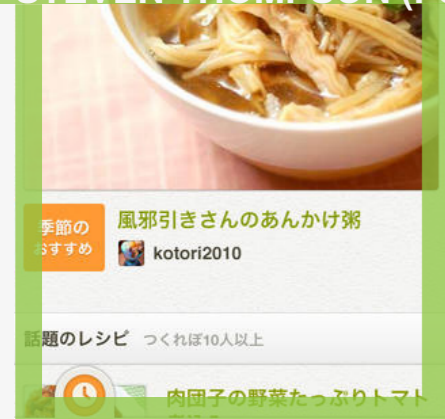 季節の
おすすめ
風邪引きさんのあんかけ粥
kotori2010
話題のレシピ つくれぽ10人以上
肉団子の野菜たっぷりトマト